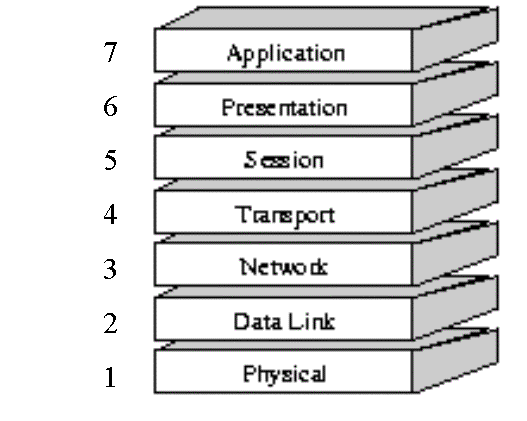 7 Application
6 Presentation
5 Session
4 Transport
3 Network
2 Data Link
1 Physical